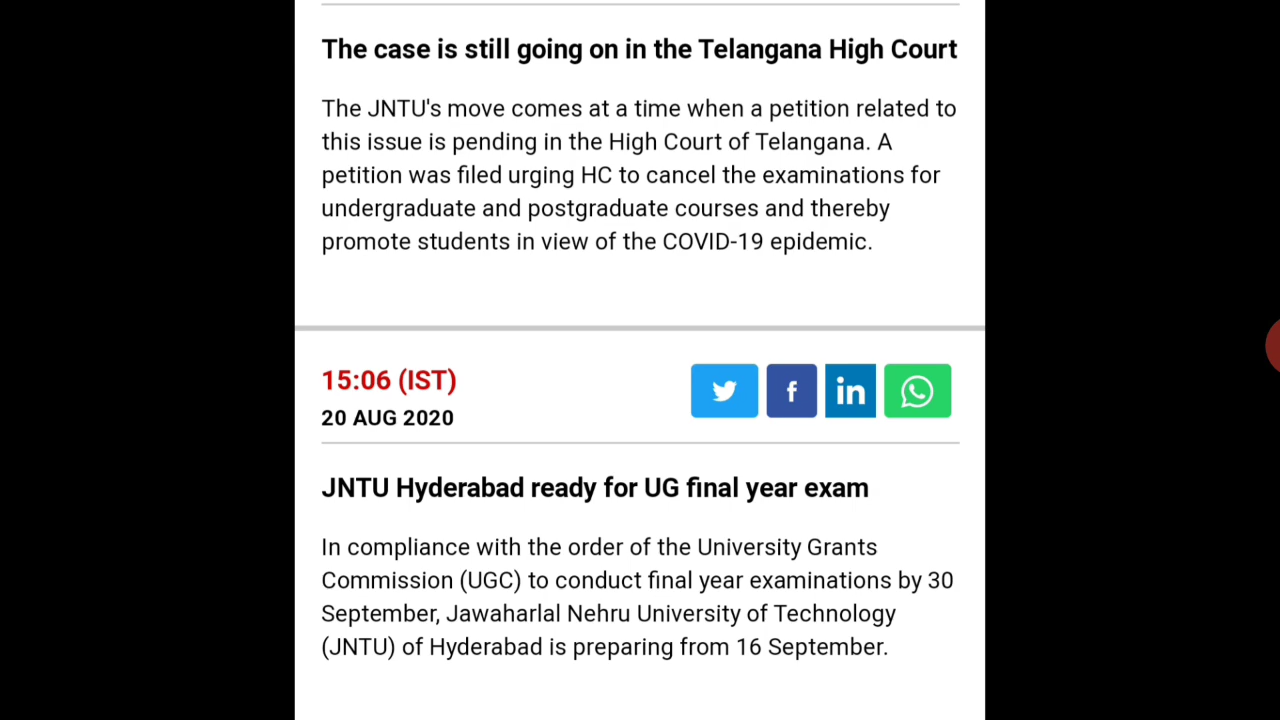 The case is still going on in the Telangana High Court
The JNTU's move comes at a time when a petition related to
this issue is pending in the High Court of Telangana. A
petition was filed urging HC to cancel the examinations for
undergraduate and postgraduate courses and thereby
promote students in view of the COVID-19 epidemic.
15:06 (IST)
20 AUG 2020
f
in
JNTU Hyderabad ready for UG final year exam
In compliance with the order of the University Grants
Commission (UGC) to conduct final year examinations by 30
September, Jawaharlal Nehru University of Technology
(JNTU) of Hyderabad is preparing from 16 September.